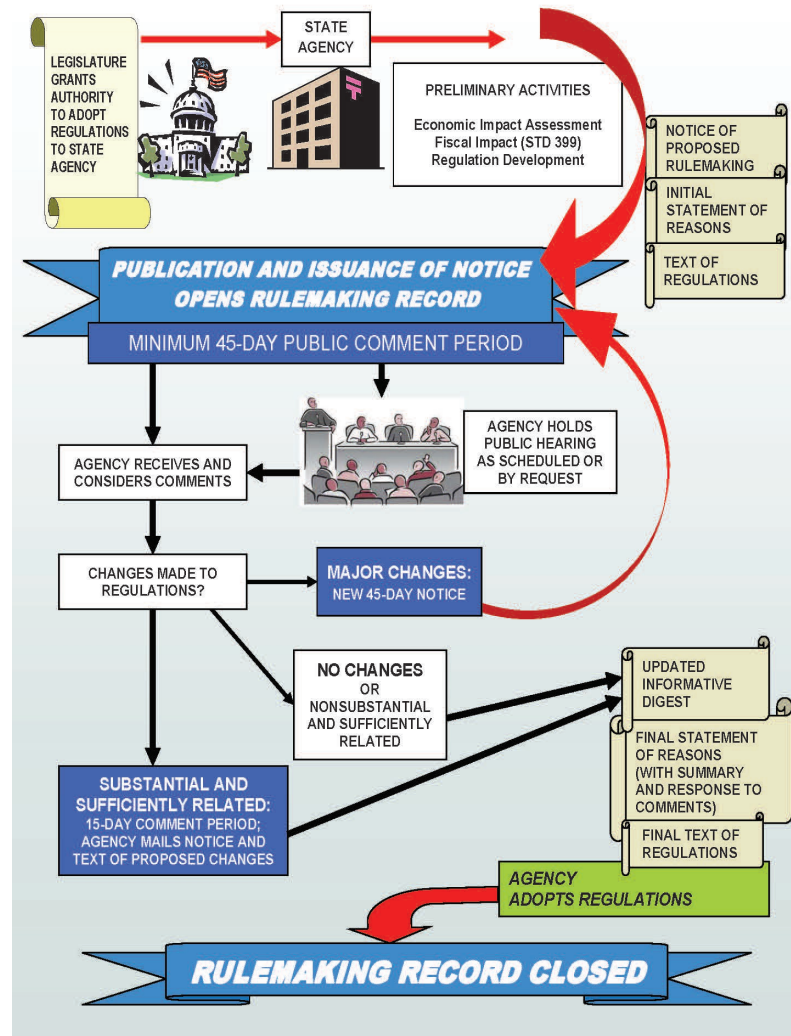 LEGISLATURE
GRANTS
AUTHORITY
TO ADOPT
REGULATIONS
TO STATE
AGENCY
STATE
AGENCY
PRELIMINARY ACTIVITIES
Economic Impact Assessment
Fiscal Impact (STD 399)
Regulation Development
NOTICE OF
PROPOSED
RULEMAKING
INITIAL
STATEMENT OF
REASONS
TEXT OF
REGULATIONS
PUBLICATION AND ISSUANCE OF NOTICE
OPENS RULEMAKING RECORD
MINIMUM 45-DAY PUBLIC COMMENT PERIOD
AGENCY HOLDS
PUBLIC HEARING
AS SCHEDULED OR
BY REQUEST
AGENCY RECEIVES AND
CONSIDERS COMMENTS
CHANGES MADE TO
REGULATIONS?
MAJOR CHANGES:
NEW 45-DAY NOTICE
NO CHANGES
OR
NONSUBSTANTIAL
AND SUFFICIENTLY
RELATED
SUBSTANTIAL AND
SUFFICIENTLY RELATED:
15-DAY COMMENT PERIOD;
AGENCY MAILS NOTICE AND
TEXT OF PROPOSED CHANGES
UPDATED
INFORMATIVE
DIGEST
FINAL STATEMENT
OF REASONS
(WITH SUMMARY
AND RESPONSE TO
COMMENTS)
FINAL TEXT OF
REGULATIONS
AGENCY
ADOPTS REGULATIONS
RULEMAKING RECORD CLOSED